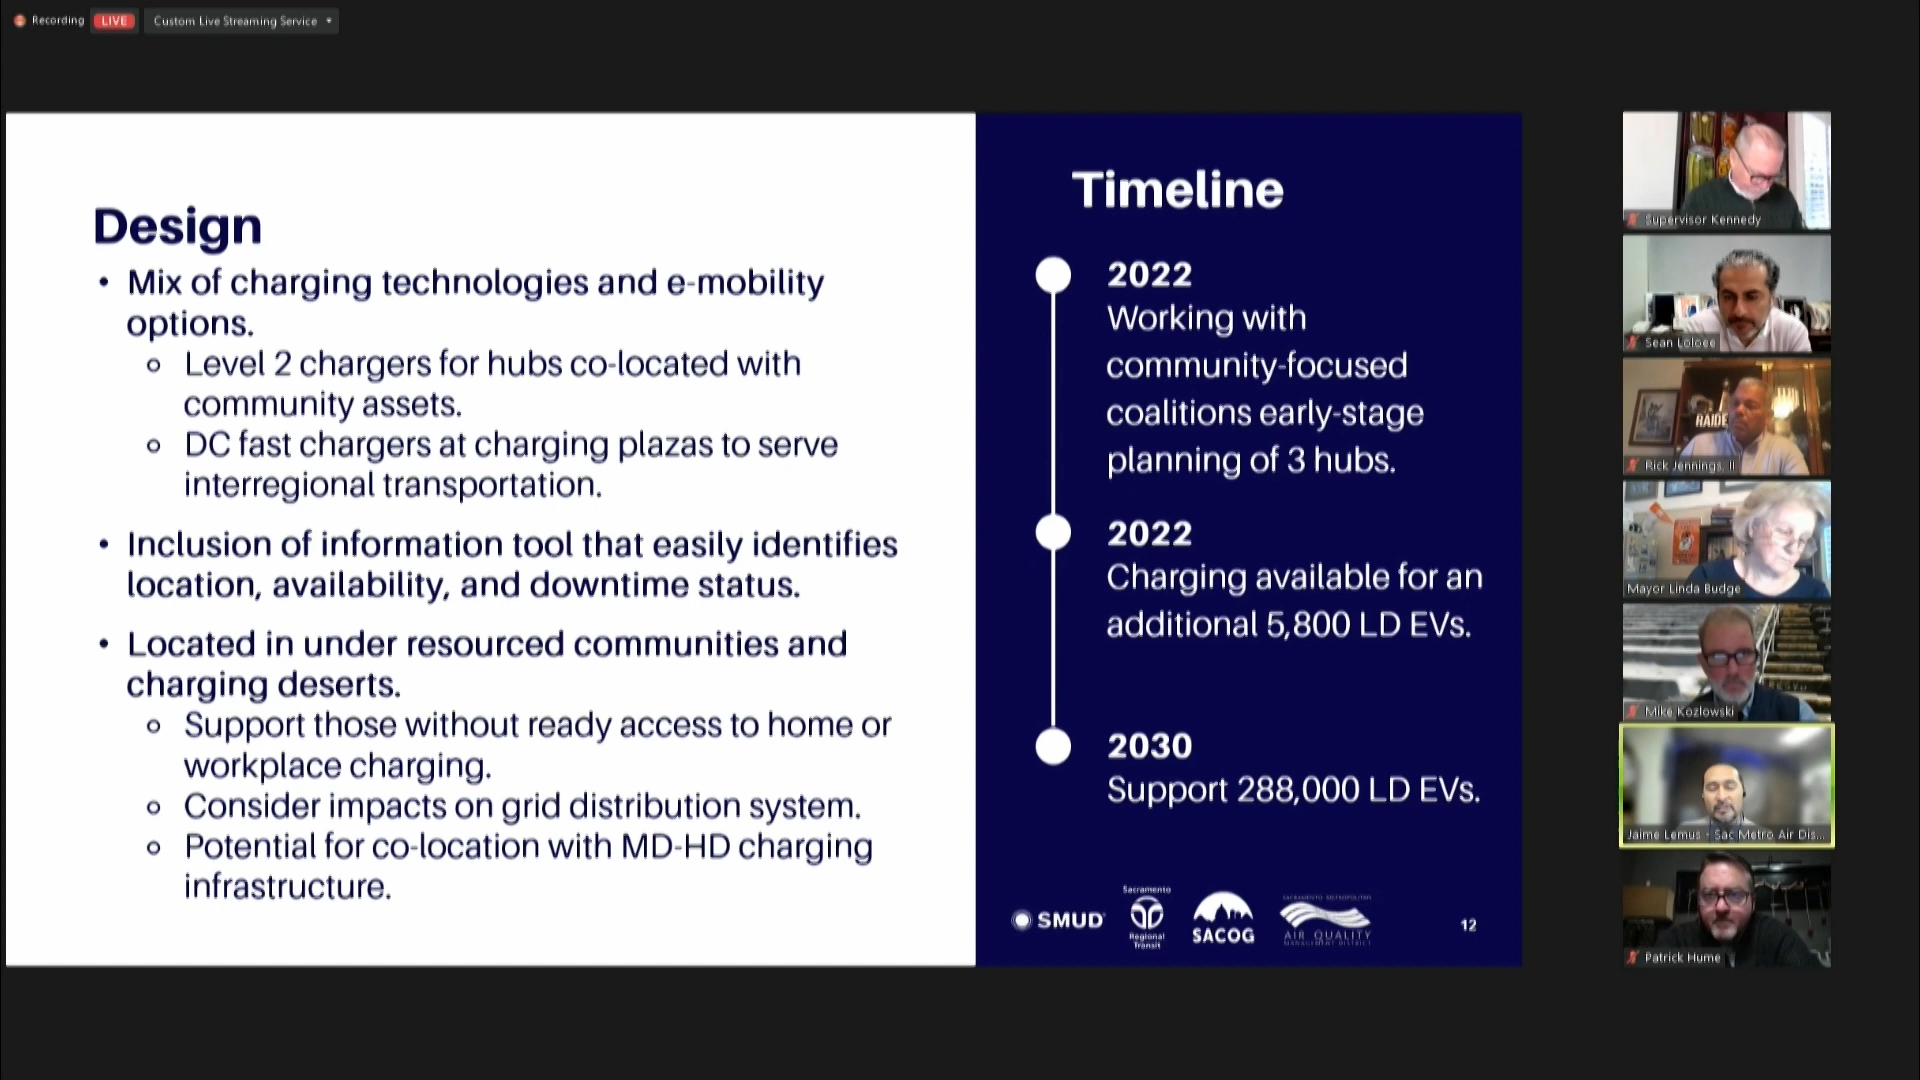 Recording
LIVE
Custom Live Streaming Service
Design
• Mix of charging technologies and e-mobility
options.
Level 2 chargers for hubs co-located with
community assets.
DC fast chargers at charging plazas to serve
interregional transportation.
• Inclusion of information tool that easily identifies
location, availability, and downtime status.
• Located in under resourced communities and
charging deserts.
Support those without ready access to home or
workplace charging.
Consider impacts on grid distribution system.
Potential for co-location with MD-HD charging
infrastructure.
Timeline
2022
Working with
community-focused
coalitions early-stage
planning of 3 hubs.
2022
Charging available for an
additional 5,800 LD EVs.
2030
Support 288,000 LD EVs.
SMUD
Sacramento
Regional
Transit
SACOG
SACRAMENTO METROPOLITAN
AIR QUALITY
MANAGEMENT DISTRICT
12
Supervisor Kennedy
Sean Loloee
RAIDE
Rick Jennings, II
Mayor Linda Budge
Mike Kozlowski
Jaime Lemus - Sac Metro Air Dis...
Patrick Hume